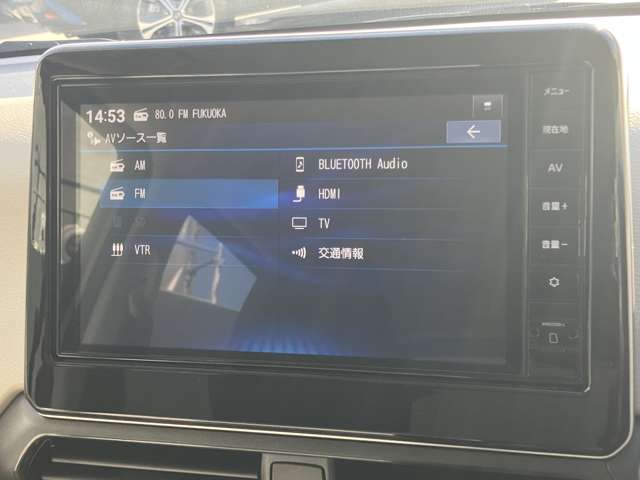 14:53 80.0 FM FUKUOKA
AVソース一覧
AM
FM
SD
VTR
BLUETOOTH Audio
HDMI
TV
交通情報
メニュー
現在地
AV
音量+
音量-